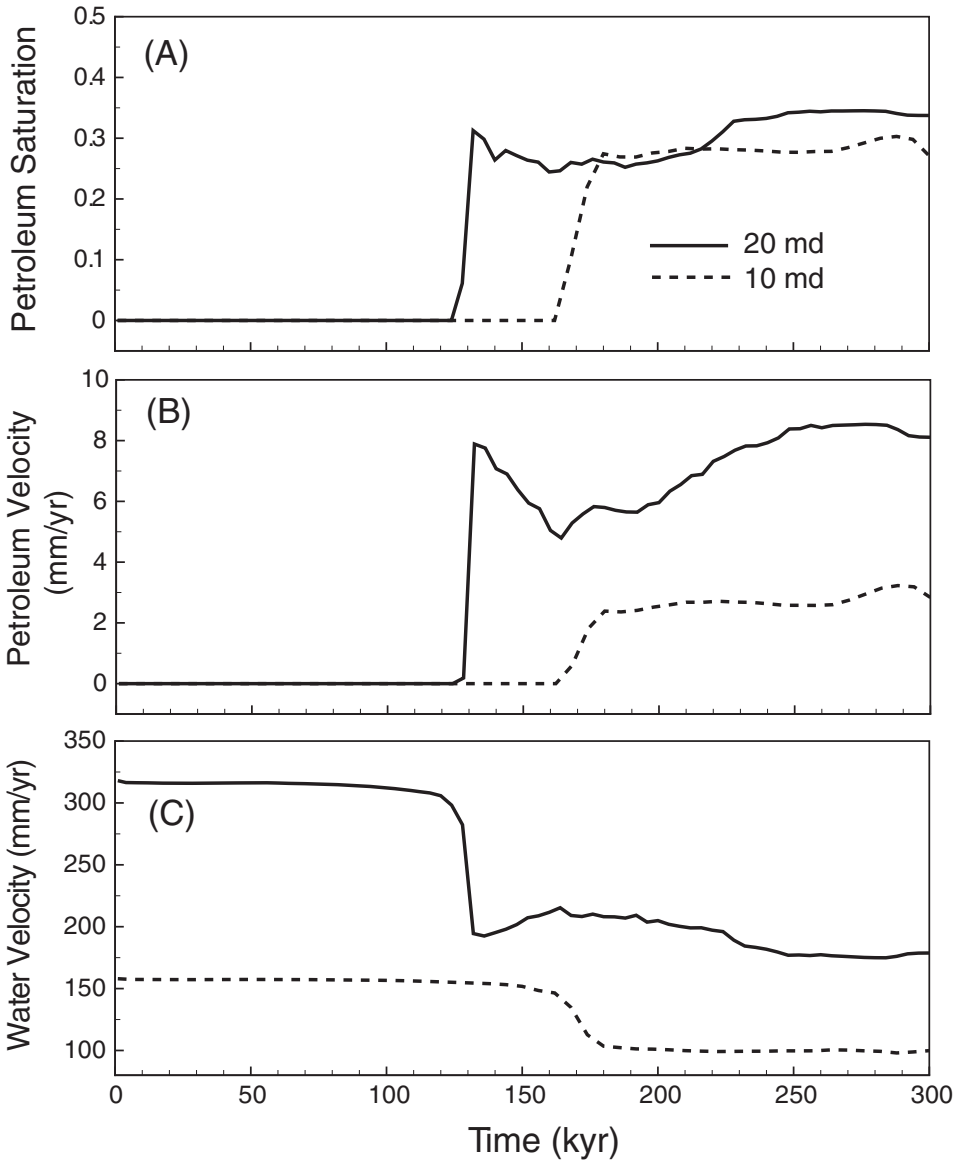 0.5
0.4
0.3
0.2
0.1
0
Petroleum Saturation
(A)
20 md
10 md
10
8
6
4
2
0
Petroleum Velocity
(mm/yr)
(B)
350
300
250
200
150
100
Water Velocity (mm/yr)
(C)
0 50 100 150 200 250 300
Time (kyr)